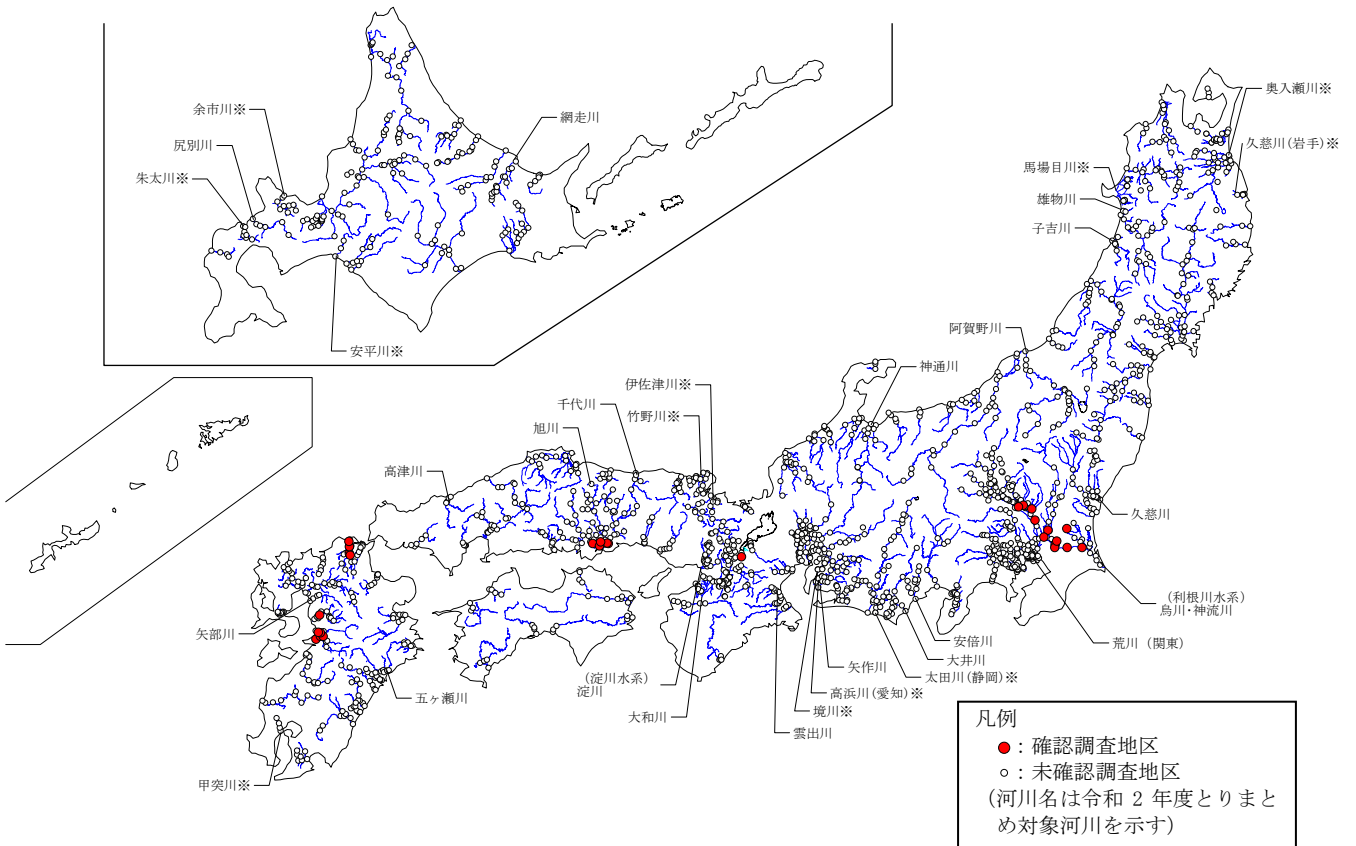 余市川※
尻別川
朱太川※
網走川
安平川※
奥入瀬川※
久慈川(岩手)※
馬場目川※
雄物川
子吉川
阿賀野川
神通川
伊佐津川※
千代川
竹野川※
旭川
高津川
久慈川
(利根川水系)
烏川・神流川
荒川 (関東)
安倍川
大井川
太田川(静岡)※
矢作川
高浜川(愛知)※
境川※
雲出川
(淀川水系)
淀川
大和川
矢部川
五ヶ瀬川
甲突川※
凡例
●:確認調査地区
○:未確認調査地区
(河川名は令和 2 年度とりまと
め対象河川を示す)